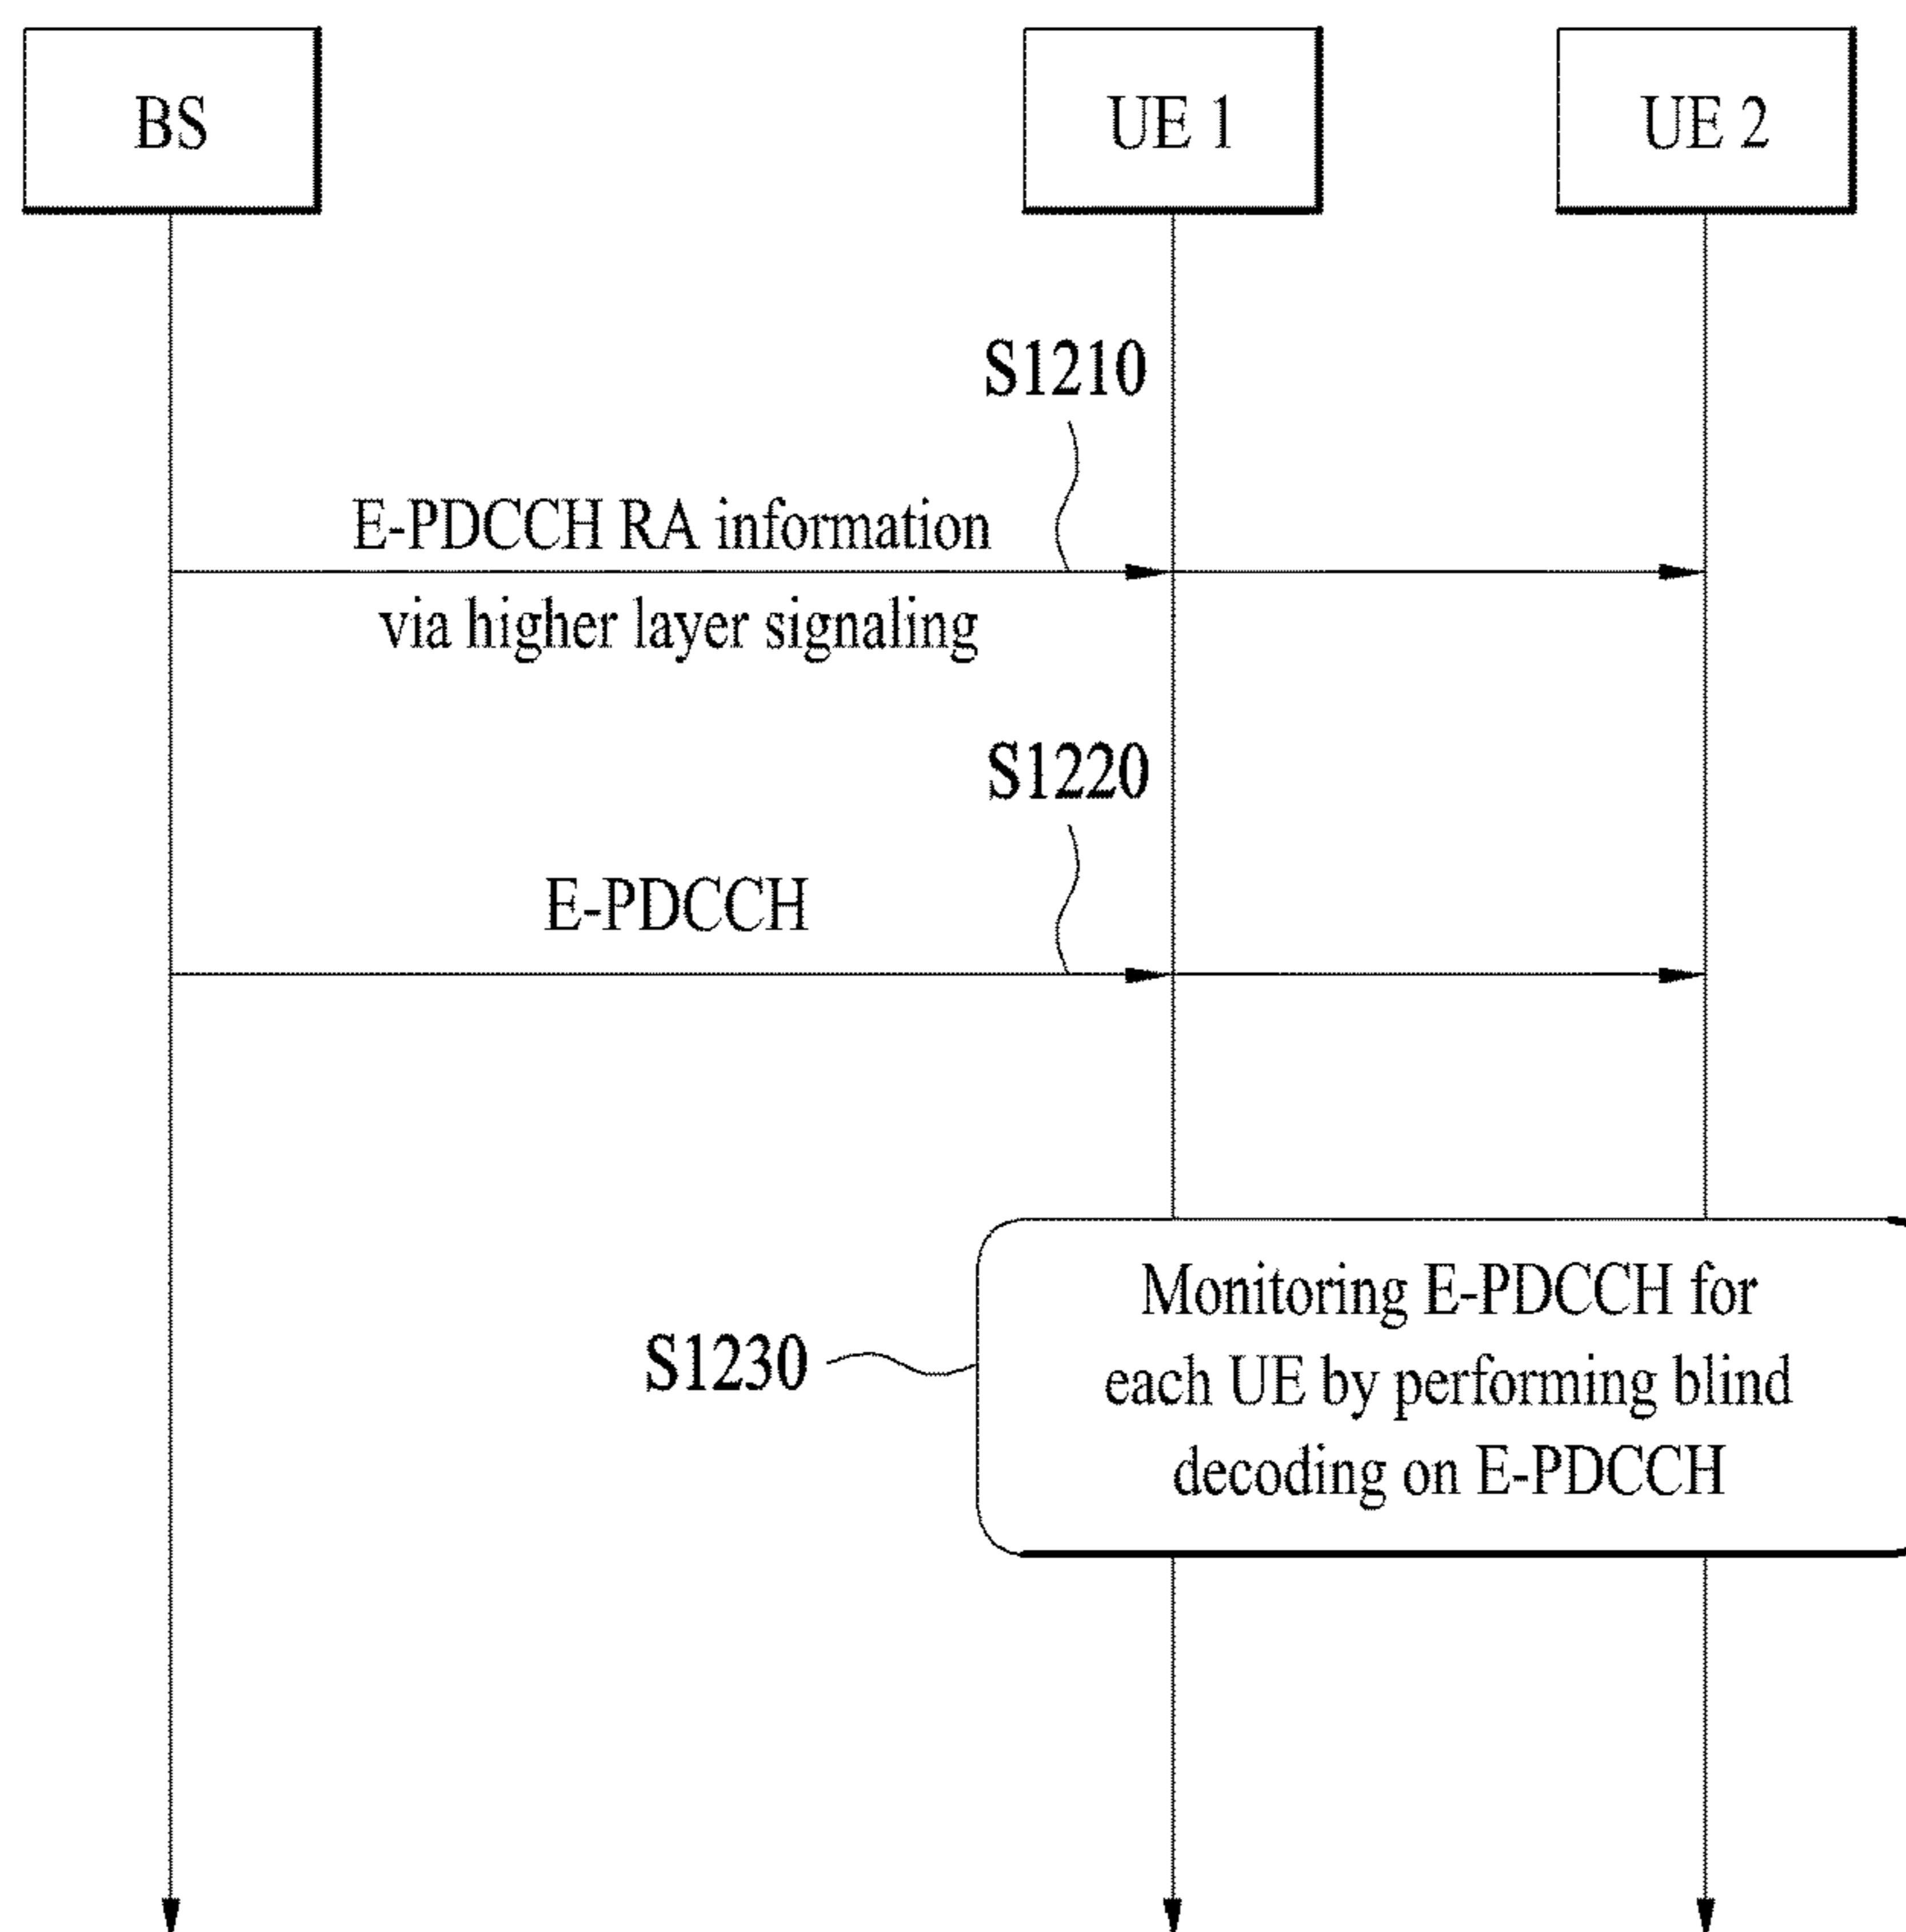 BS
UE 1
UE 2
S1210
E-PDCCH RA information
via higher layer signaling
S1220
E-PDCCH
Monitoring E-PDCCH for
each UE by performing blind
decoding on E-PDCCH
S1230